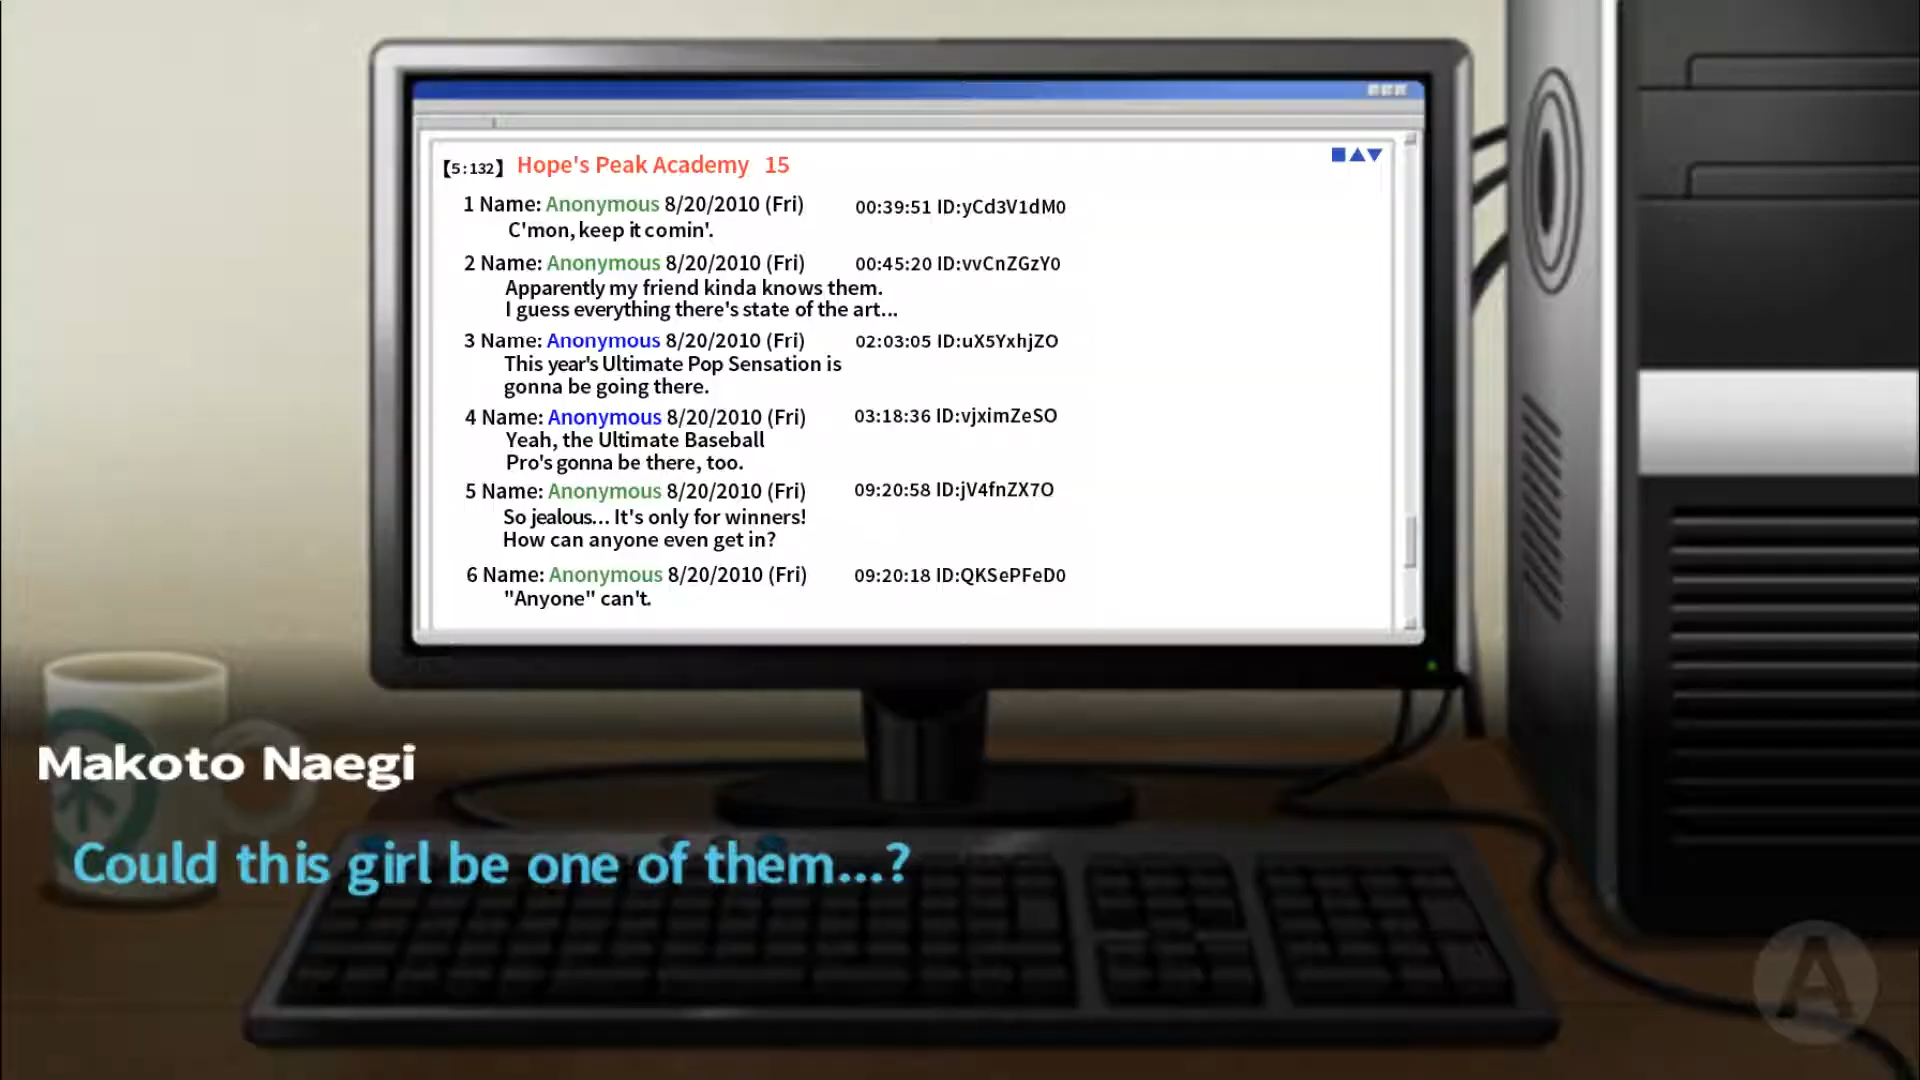 【5:132】 Hope's Peak Academy 15
1 Name: Anonymous 8/20/2010 (Fri) 00:39:51 ID:yCd3V1dM0
C'mon, keep it comin'.
2 Name: Anonymous 8/20/2010 (Fri) 00:45:20 ID:vvCnZGzY0
Apparently my friend kinda knows them.
I guess everything there's state of the art...
3 Name: Anonymous 8/20/2010 (Fri) 02:03:05 ID:uX5YxhjZO
This year's Ultimate Pop Sensation is
gonna be going there.
4 Name: Anonymous 8/20/2010 (Fri) 03:18:36 ID:vjximZeSO
Yeah, the Ultimate Baseball
Pro's gonna be there, too.
5 Name: Anonymous 8/20/2010 (Fri) 09:20:58 ID:jV4fnZX7O
So jealous... It's only for winners!
How can anyone even get in?
6 Name: Anonymous 8/20/2010 (Fri) 09:20:18 ID:QKSePFeD0
"Anyone" can't.
Makoto Naegi
Could this girl be one of them...?
A